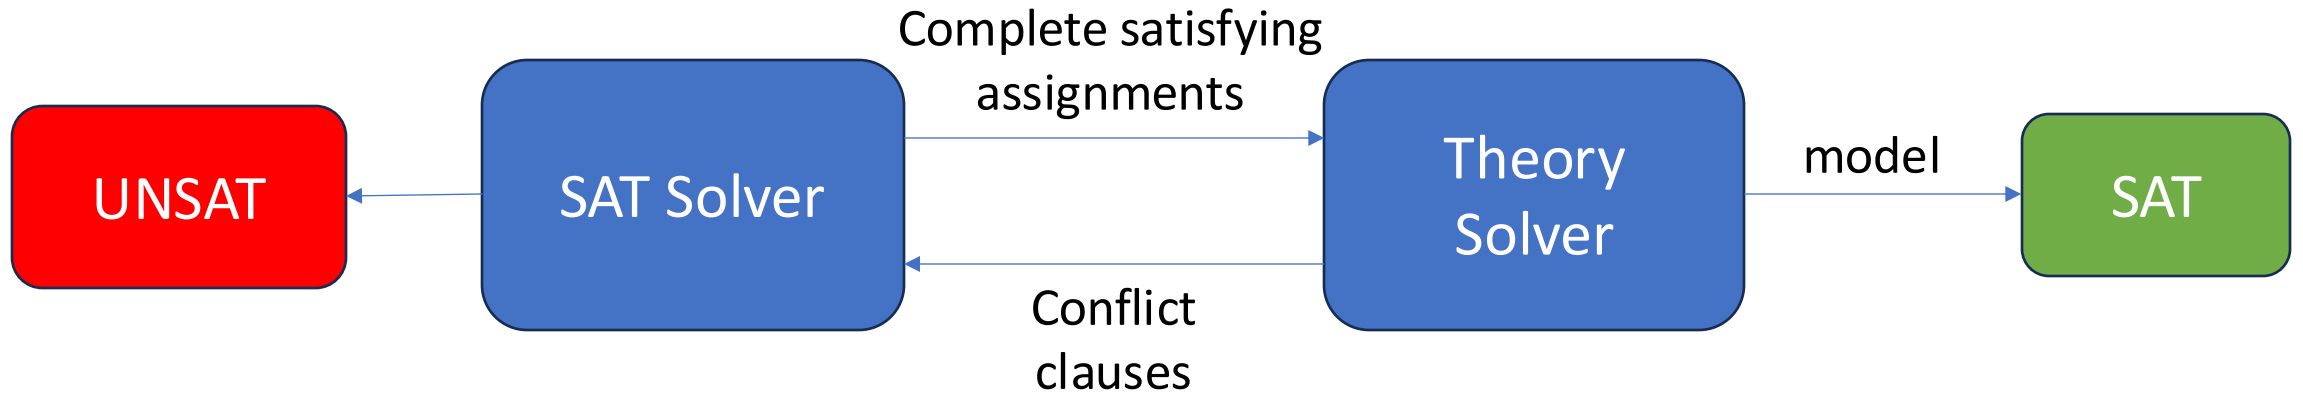 Complete satisfying
assignments
UNSAT
SAT Solver
Theory
Solver
model
SAT
Conflict
clauses